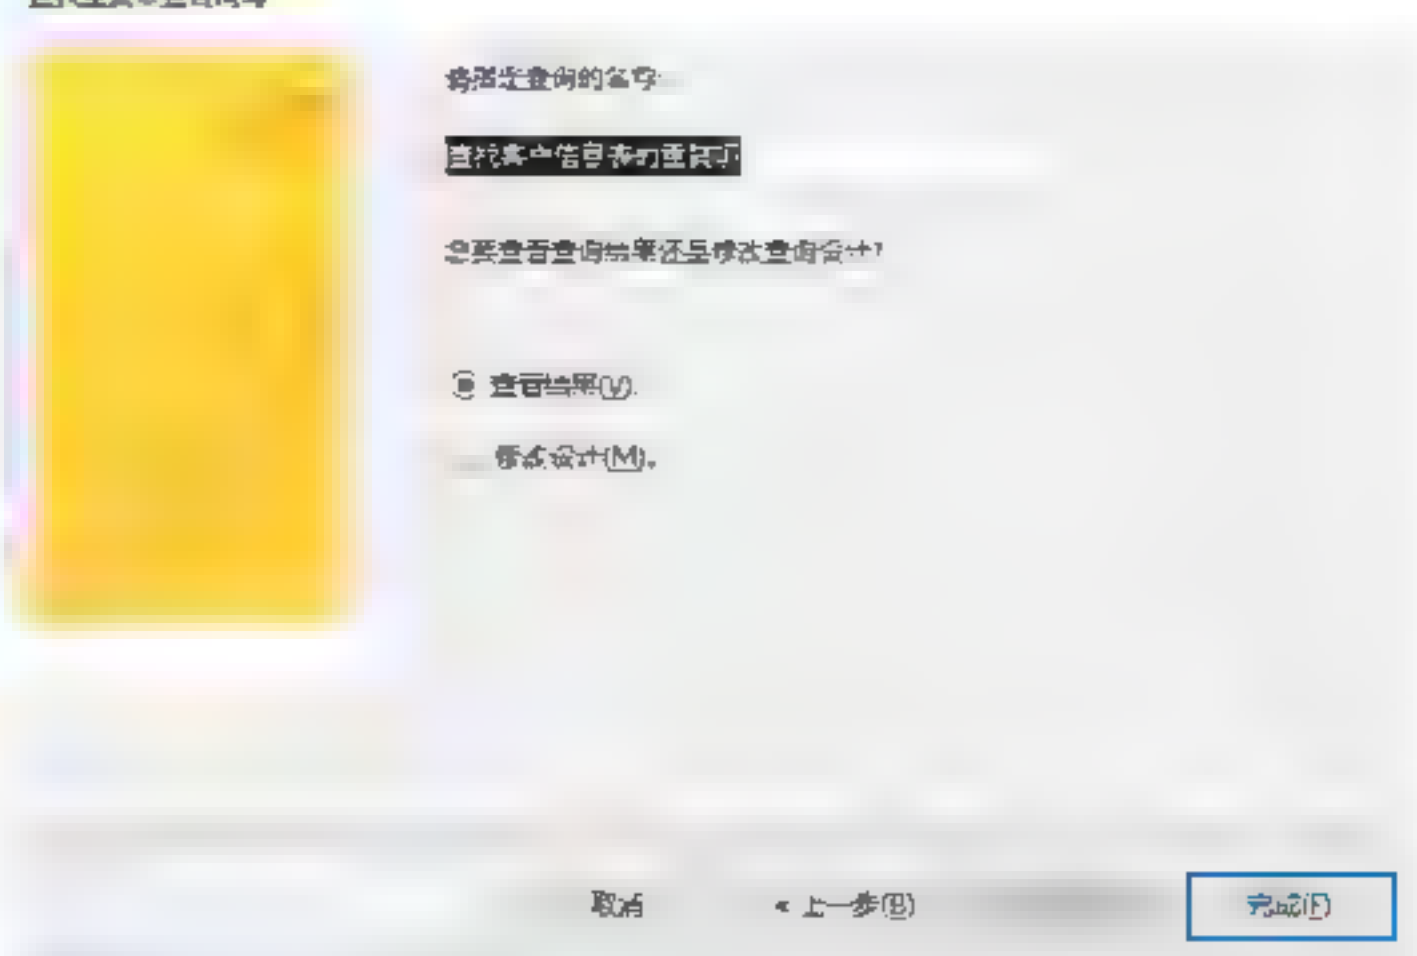 请指定查询的名称:
查找客户信息表的重复项
您要查看查询结果还是修改查询设计?
查看结果(V).
修改设计(M)。
取消
< 上一步(B)
完成(F)